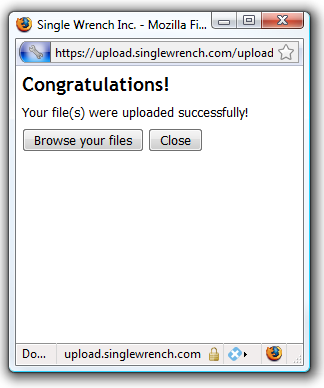 Single Wrench Inc. - Mozilla Fi...
https://upload.singlewrench.com/upload
Congratulations!
Your file(s) were uploaded successfully!
Browse your files Close
Do... upload.singlewrench.com